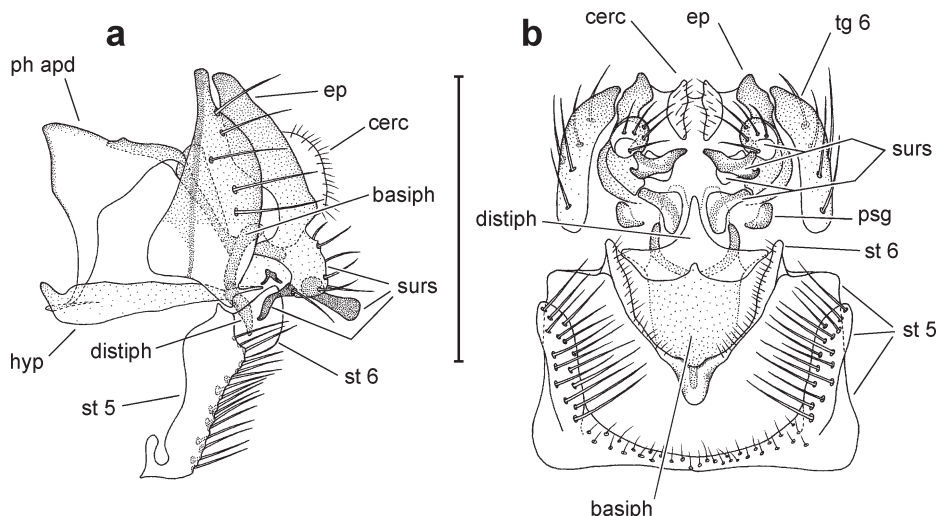 a
ph apd
ep
cerc
basiph
surs
distiph
hyp
st 6
st 5
b
cerc
ep
tg 6
surs
distiph
psg
st 6
st 5
basiph